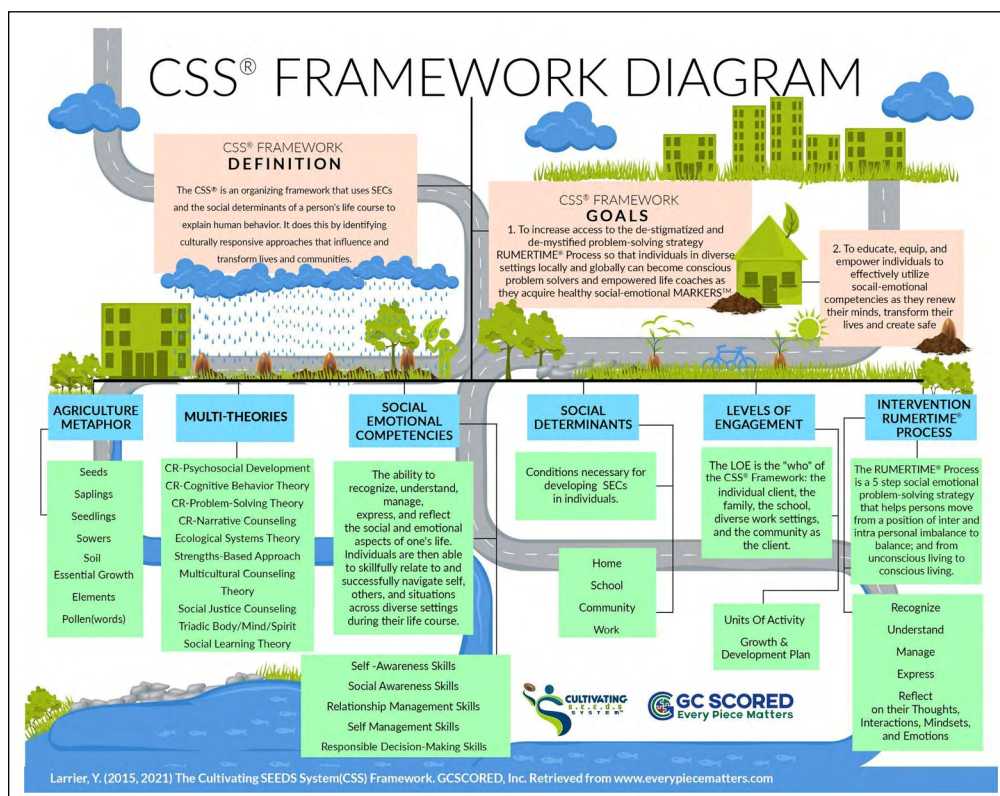 CSS® FRAMEWORK DIAGRAM
CSS® FRAMEWORK
DEFINITION
The CSS® is an organizing framework that uses SECs
and the social determinants of a person's life course to
explain human behavior. It does this by identifying
culturally responsive approaches that influence and
transform lives and communities.
CSS® FRAMEWORK
GOALS
1. To increase access to the de-stigmatized and
de-mystified problem-solving strategy
RUMERTIME® Process so that individuals in diverse
settings locally and globally can become conscious
problem solvers and empowered life coaches as
they acquire healthy social-emotional MARKERS™
2. To educate, equip, and
empower individuals to
effectively utilize
socail-emotional
competencies as they renew
their minds, transform their
lives and create safe
AGRICULTURE
METAPHOR
Seeds
Saplings
Seedlings
Sowers
Soil
Essential Growth
Elements
Pollen(words)
MULTI-THEORIES
CR-Psychosocial Development
CR-Cognitive Behavior Theory
CR-Problem-Solving Theory
CR-Narrative Counseling
Ecological Systems Theory
Strengths-Based Approach
Multicultural Counseling
Theory
Social Justice Counseling
Triadic Body/Mind/Spirit
Social Learning Theory
SOCIAL
EMOTIONAL
COMPETENCIES
The ability to
recognize, understand,
manage,
express, and reflect
the social and emotional
aspects of one's life.
Individuals are then able
to skillfully relate to and
successfully navigate self,
others, and situations
across diverse settings
during their life course.
Self -Awareness Skills
Social Awareness Skills
Relationship Management Skills
Self Management Skills
Responsible Decision-Making Skills
SOCIAL
DETERMINANTS
Conditions necessary for
developing SECs
in individuals.
Home
School
Community
Work
LEVELS OF
ENGAGEMENT
The LOE is the "who" of
the CSS® Framework: the
individual client, the
family, the school,
diverse work settings,
and the community as
the client.
Units Of Activity
Growth &
Development Plan
INTERVENTION
RUMERTIME®
PROCESS
The RUMERTIME® Process
is a 5 step social emotional
problem-solving strategy
that helps persons move
from a position of inter and
intra personal imbalance to
balance; and from
unconscious living to
conscious living.
Recognize
Understand
Manage
Express
Reflect
on their Thoughts,
Interactions, Mindsets,
and Emotions
CULTIVATING
s.e.e.d.s
SYSTEM™
GC SCORED
Every Piece Matters
Larrier, Y. (2015, 2021) The Cultivating SEEDS System(CSS) Framework. GCSCORED, Inc. Retrieved from www.everypiecematters.com